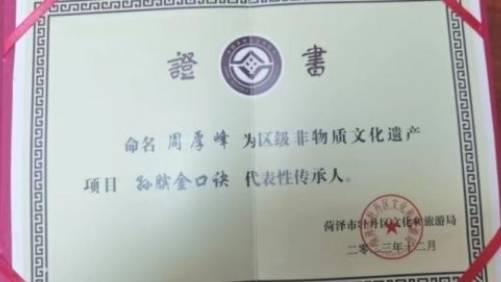 證書
命名 周厚峰 为区级非物质文化遗产
项目 孙膑金口诀 代表性传承人。
菏泽市牡丹区文化和旅游局
二〇二三年十二月